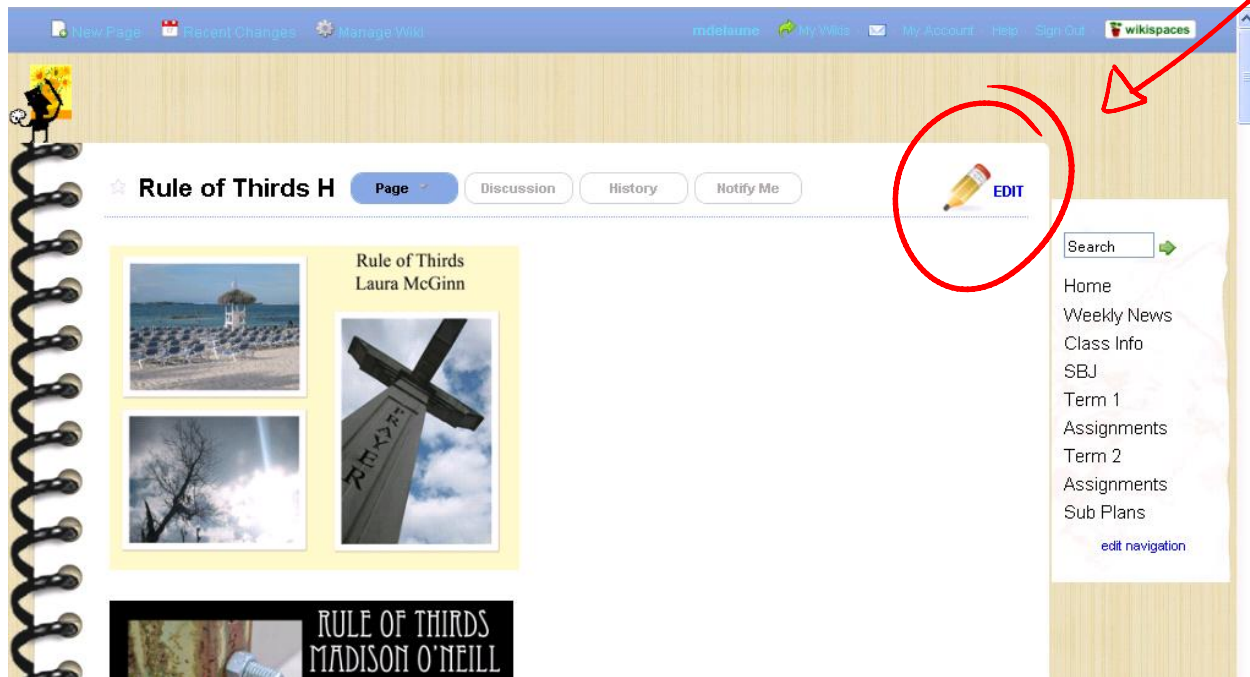 New Page Recent Changes Manage Wiki mdelaune My Wikis My Account Help Sign Out wikispaces
Rule of Thirds H Page Discussion History Notify Me EDIT
Rule of Thirds
Laura McGinn
PRAYER
RULE OF THIRDS
MADISON O'NEILL
Search
Home
Weekly News
Class Info
SBJ
Term 1
Assignments
Term 2
Assignments
Sub Plans
edit navigation